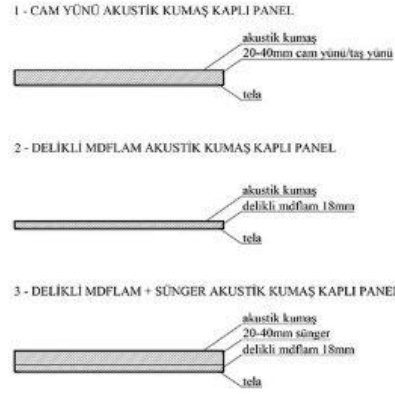 1 - CAM YÜNÜ AKUSTİK KUMAŞ KAPLI PANEL
akustik kumaş
20-40mm cam yünü/taş yünü
tela
2 - DELİKLİ MDFLAM AKUSTİK KUMAŞ KAPLI PANEL
akustik kumaş
delikli mdflam 18mm
tela
3 - DELİKLİ MDFLAM + SÜNGER AKUSTİK KUMAŞ KAPLI PANEL
akustik kumaş
20-40mm sünger
delikli mdflam 18mm
tela